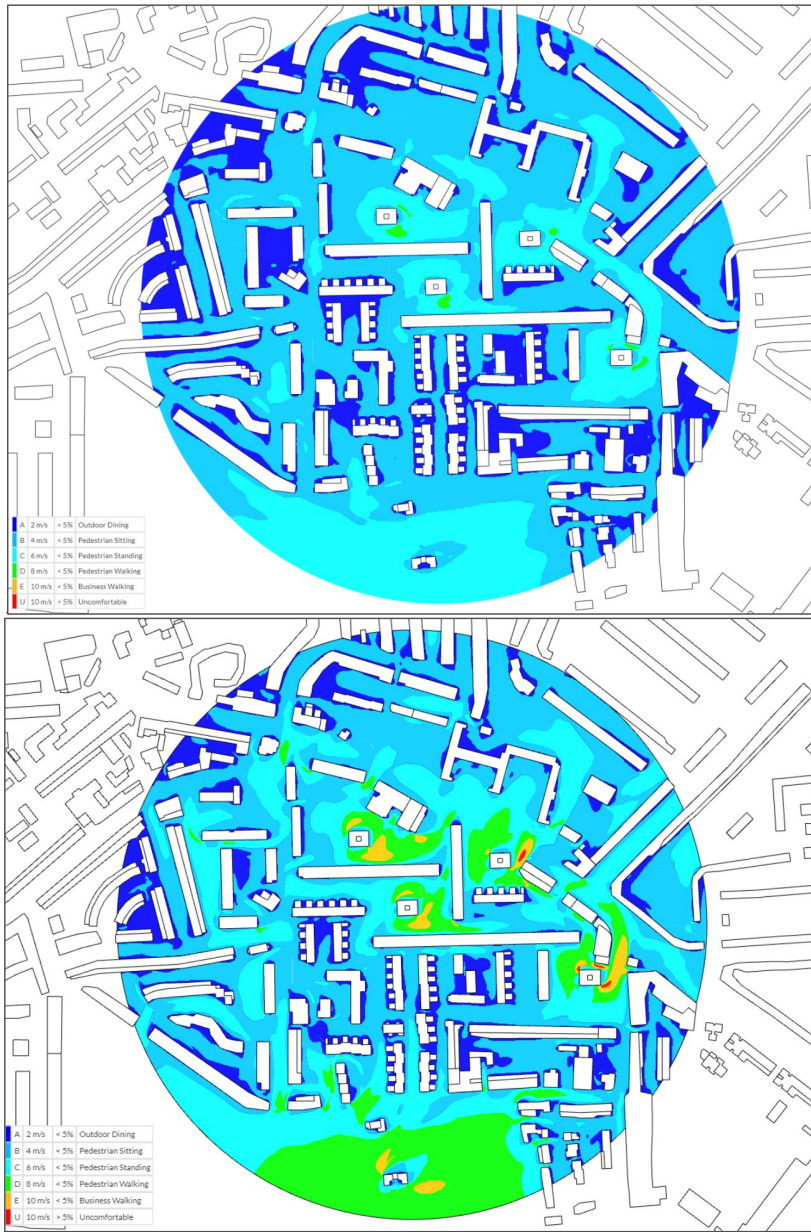 A 2 m/s < 5% Outdoor Dining
B 4 m/s < 5% Pedestrian Sitting
C 6 m/s < 5% Pedestrian Standing
D 8 m/s < 5% Pedestrian Walking
E 10 m/s < 5% Business Walking
U 10 m/s > 5% Uncomfortable
A 2 m/s < 5% Outdoor Dining
B 4 m/s < 5% Pedestrian Sitting
C 6 m/s < 5% Pedestrian Standing
D 8 m/s < 5% Pedestrian Walking
E 10 m/s < 5% Business Walking
U 10 m/s > 5% Uncomfortable